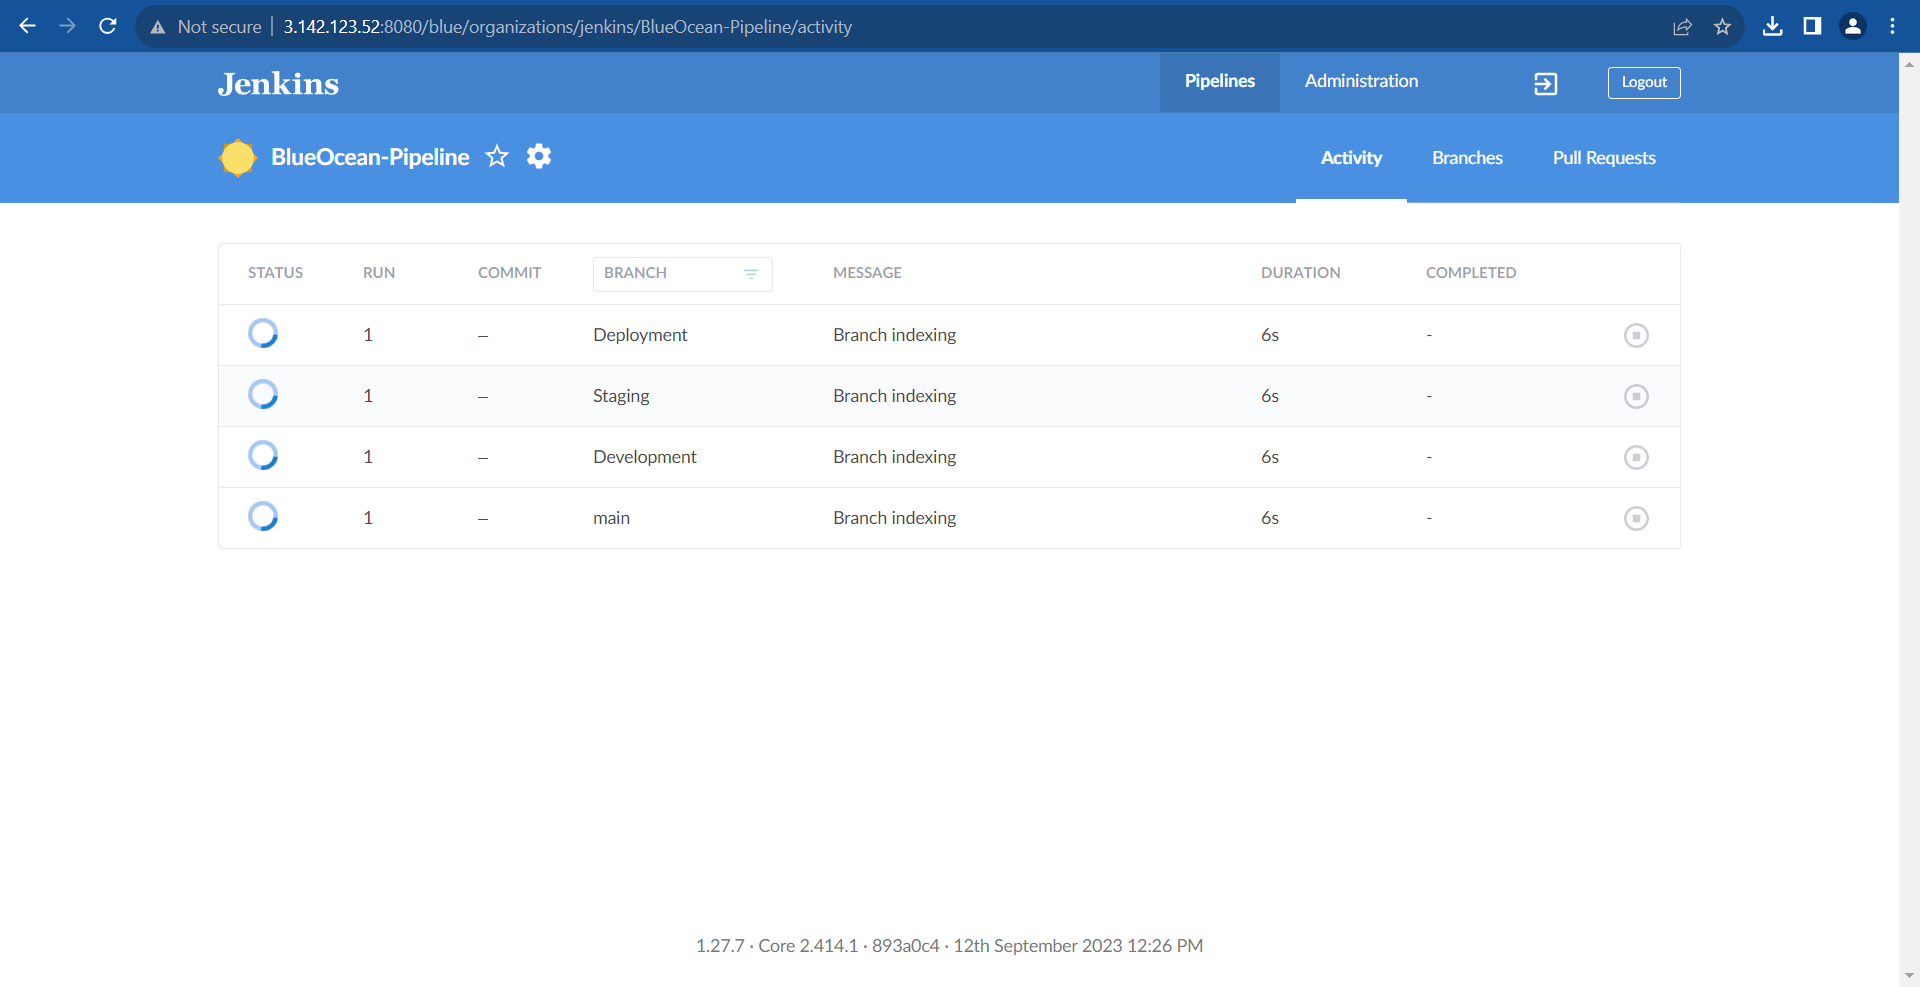 Not secure 3.142.123.52:8080/blue/organizations/jenkins/BlueOcean-Pipeline/activity
Jenkins Pipelines Administration Logout
BlueOcean-Pipeline Activity Branches Pull Requests
STATUS RUN COMMIT BRANCH MESSAGE DURATION COMPLETED
1 – Deployment Branch indexing 6s -
1 – Staging Branch indexing 6s -
1 – Development Branch indexing 6s -
1 – main Branch indexing 6s -
1.27.7 · Core 2.414.1 · 893a0c4 · 12th September 2023 12:26 PM